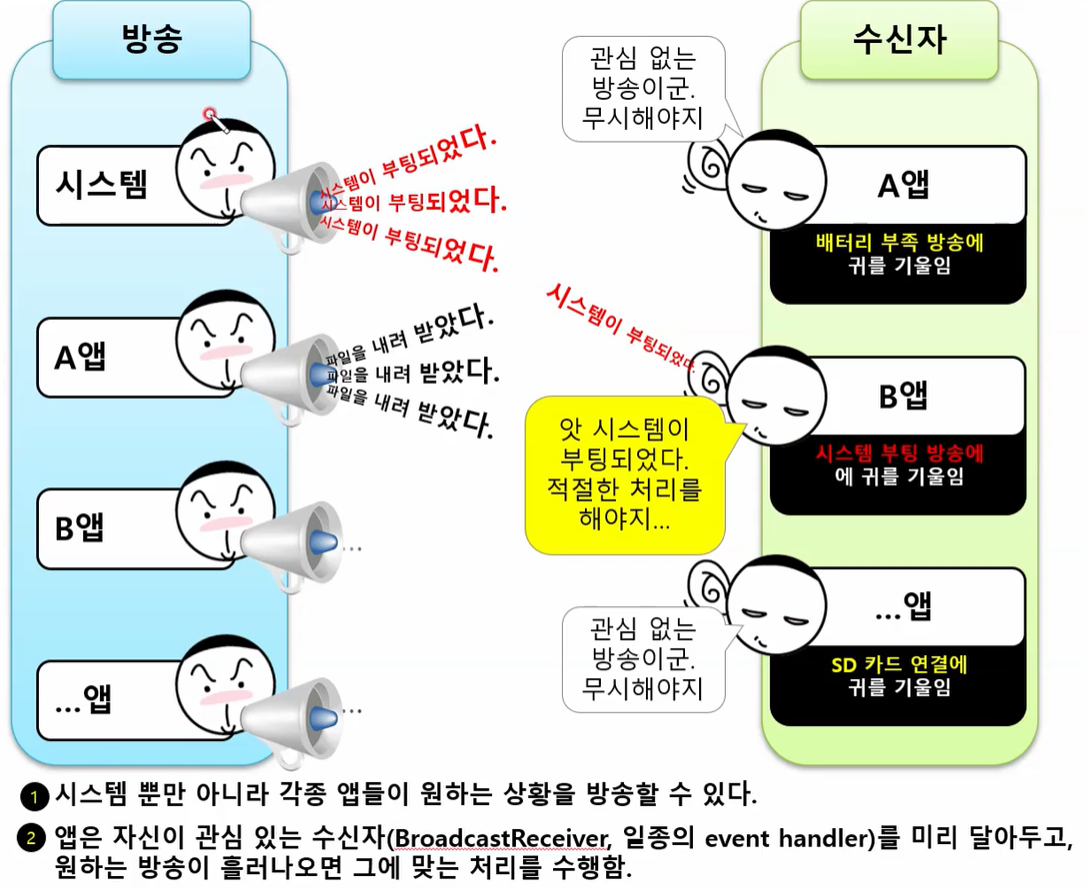 방송
시스템
시스템이 부팅되었다.
시스템이 부팅되었다.
시스템이 부팅되었다.
A앱
파일을 내려 받았다.
파일을 내려 받았다.
파일을 내려 받았다.
B앱
...
...앱
...
수신자
관심 없는
방송이군.
무시해야지
A앱
배터리 부족 방송에
귀를 기울임
시스템이 부팅되었다.
앗 시스템이
부팅되었다.
적절한 처리를
해야지...
B앱
시스템 부팅 방송에
에 귀를 기울임
관심 없는
방송이군.
무시해야지
...앱
SD 카드 연결에
귀를 기울임
1 시스템 뿐만 아니라 각종 앱들이 원하는 상황을 방송할 수 있다.
2 앱은 자신이 관심 있는 수신자(BroadcastReceiver, 일종의 event handler)를 미리 달아두고,
원하는 방송이 흘러나오면 그에 맞는 처리를 수행함.